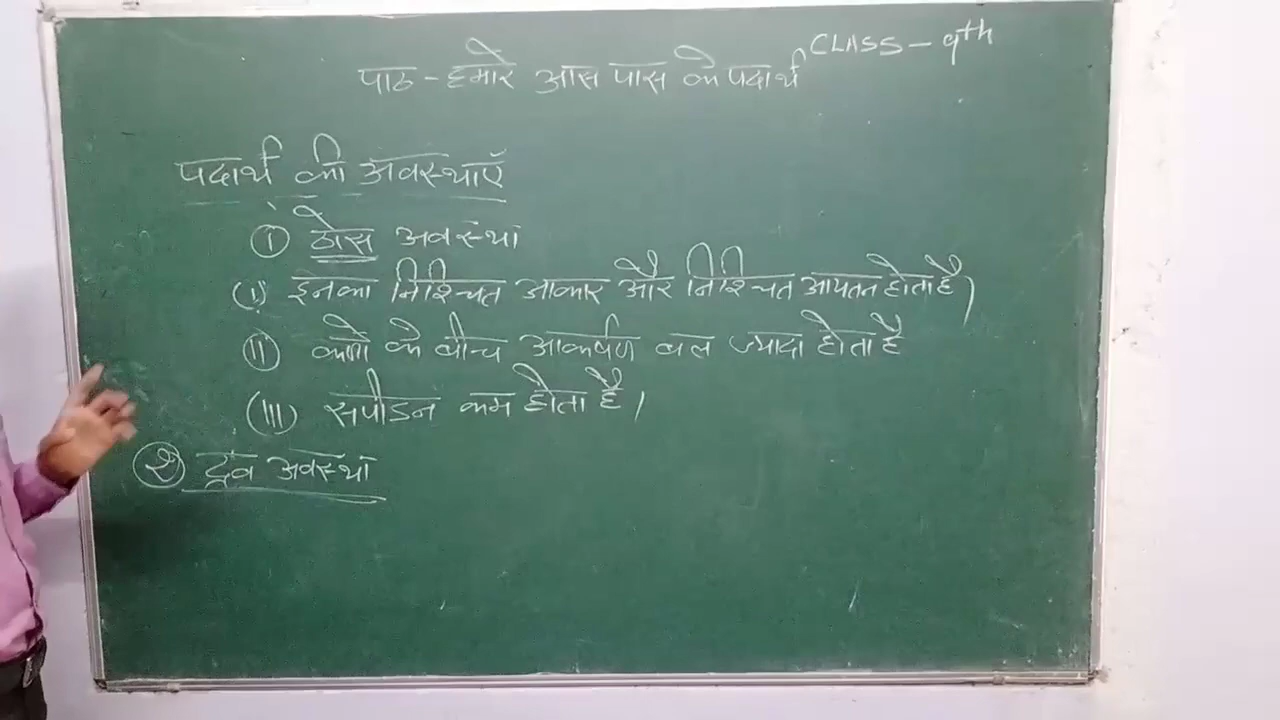 CLASS - 9th
पाठ - हमारे आस पास के पदार्थ
पदार्थ की अवस्थाएँ
① ठोस अवस्था
(i) इनका निश्चित आकार और निश्चित आयतन होता है।
(II) कणों के बीच आकर्षण बल ज्यादा होता है
(III) संपीडन कम होता है।
② द्रव अवस्था